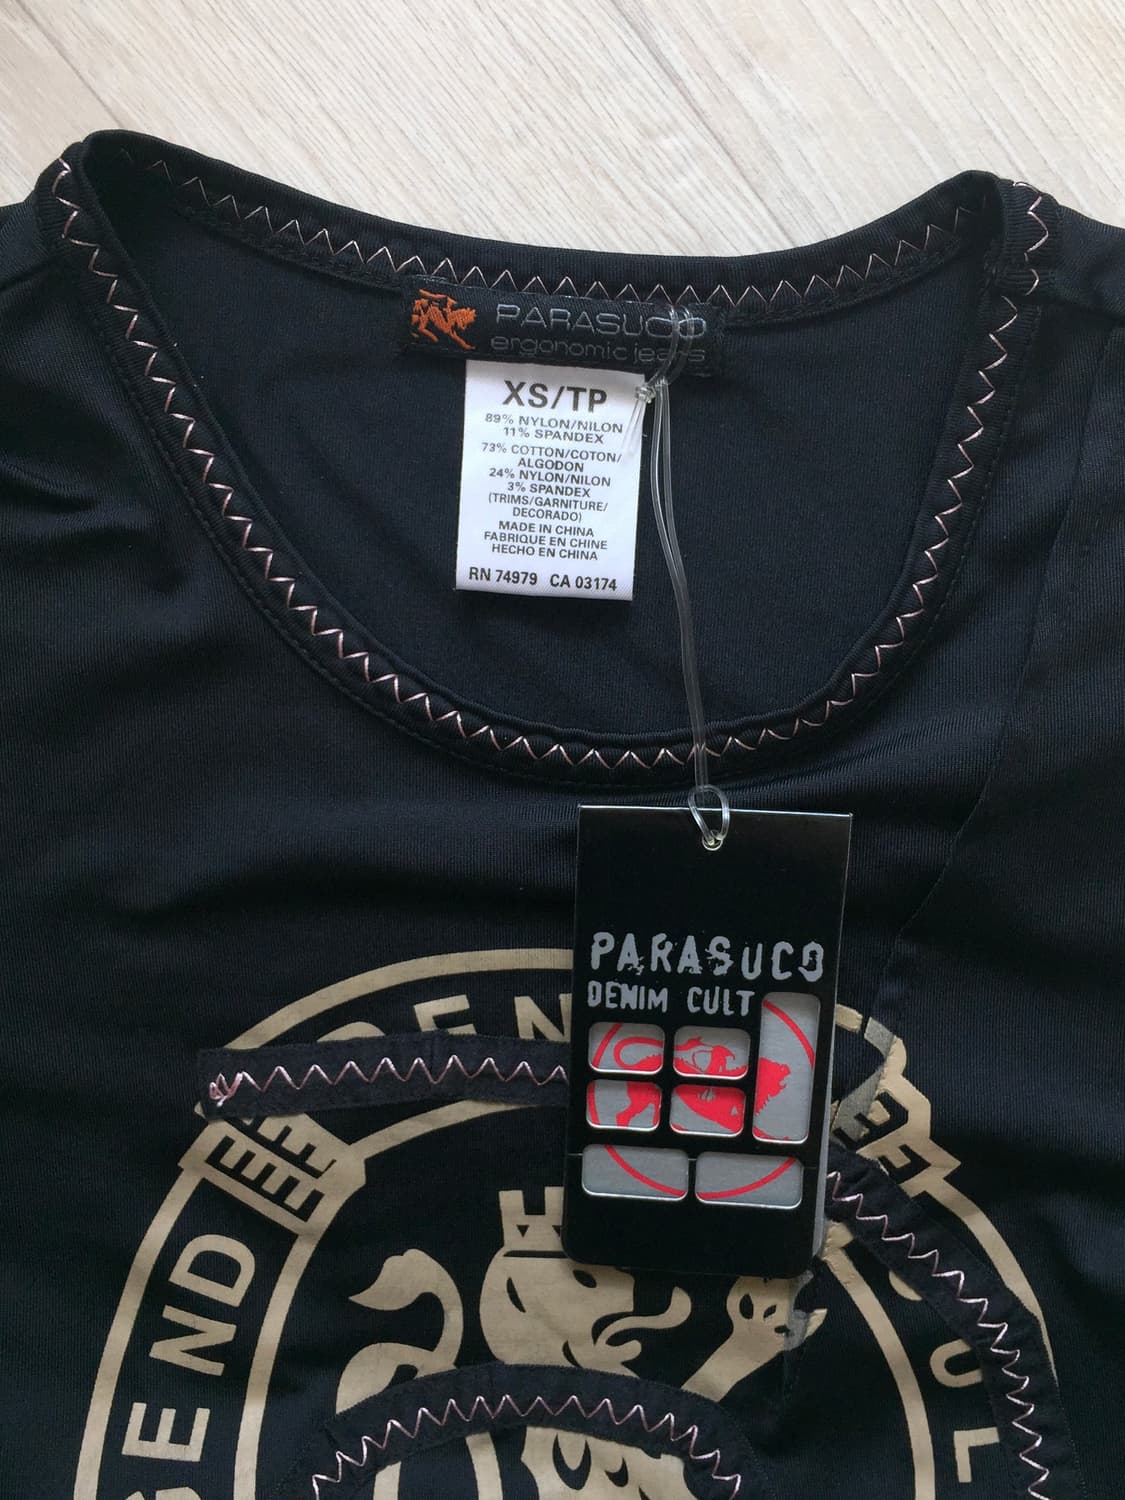 PARASUCO
ergonomic jeans
XS/TP
89% NYLON/NILON
11% SPANDEX
73% COTTON/COTON/
ALGODON
24% NYLON/NILON
3% SPANDEX
(TRIMS/GARNITURE/
DECORADO)
MADE IN CHINA
FABRIQUE EN CHINE
HECHO EN CHINA
RN 74979 CA 03174
PARASUCO
DENIM CULT